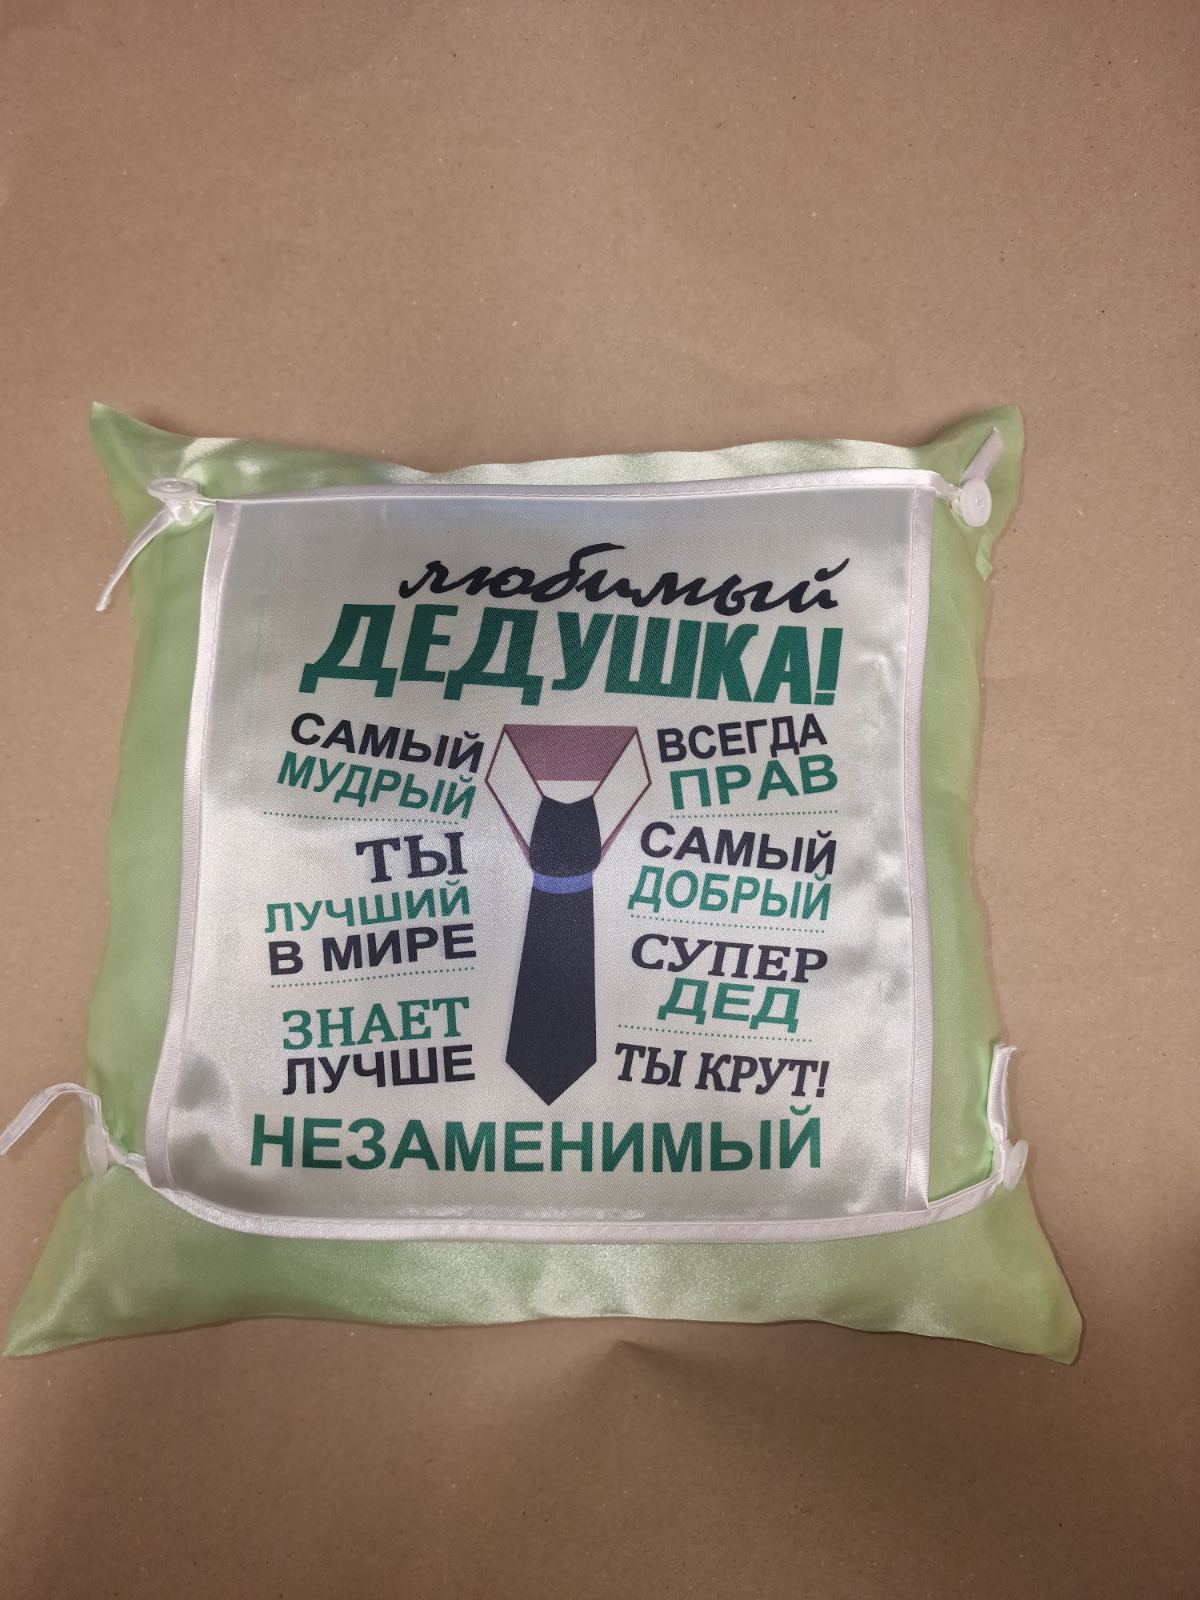 любимый
ДЕДУШКА!
САМЫЙ
МУДРЫЙ
ТЫ
ЛУЧШИЙ
В МИРЕ
ЗНАЕТ
ЛУЧШЕ
ВСЕГДА
ПРАВ
САМЫЙ
ДОБРЫЙ
СУПЕР
ДЕД
ТЫ КРУТ!
НЕЗАМЕНИМЫЙ